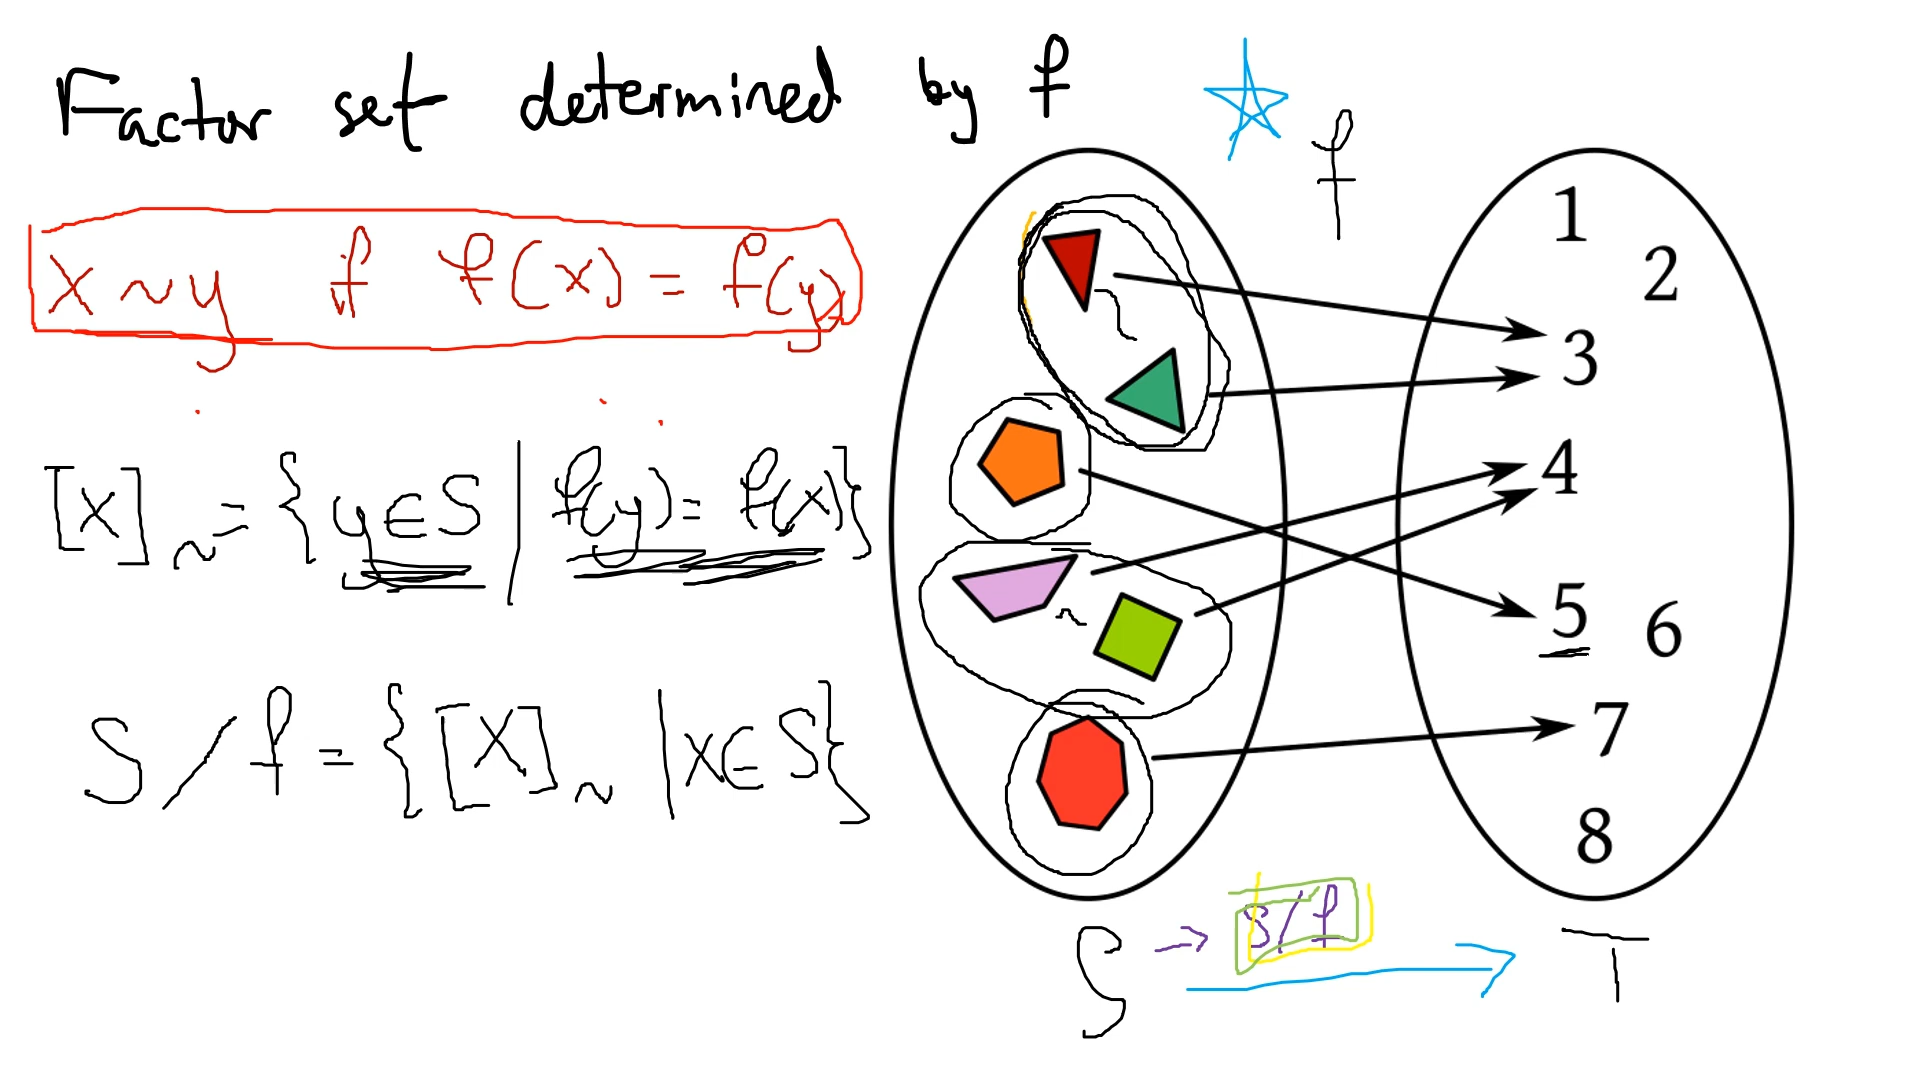 Factor set determined by f
f
x ~ y if f(x) = f(y)
[x]~ = {y ∈ S | f(y) = f(x)}
S / f = {[x]~ | x ∈ S}
~
~
1
2
3
4
5
6
7
8
S → S/f
T